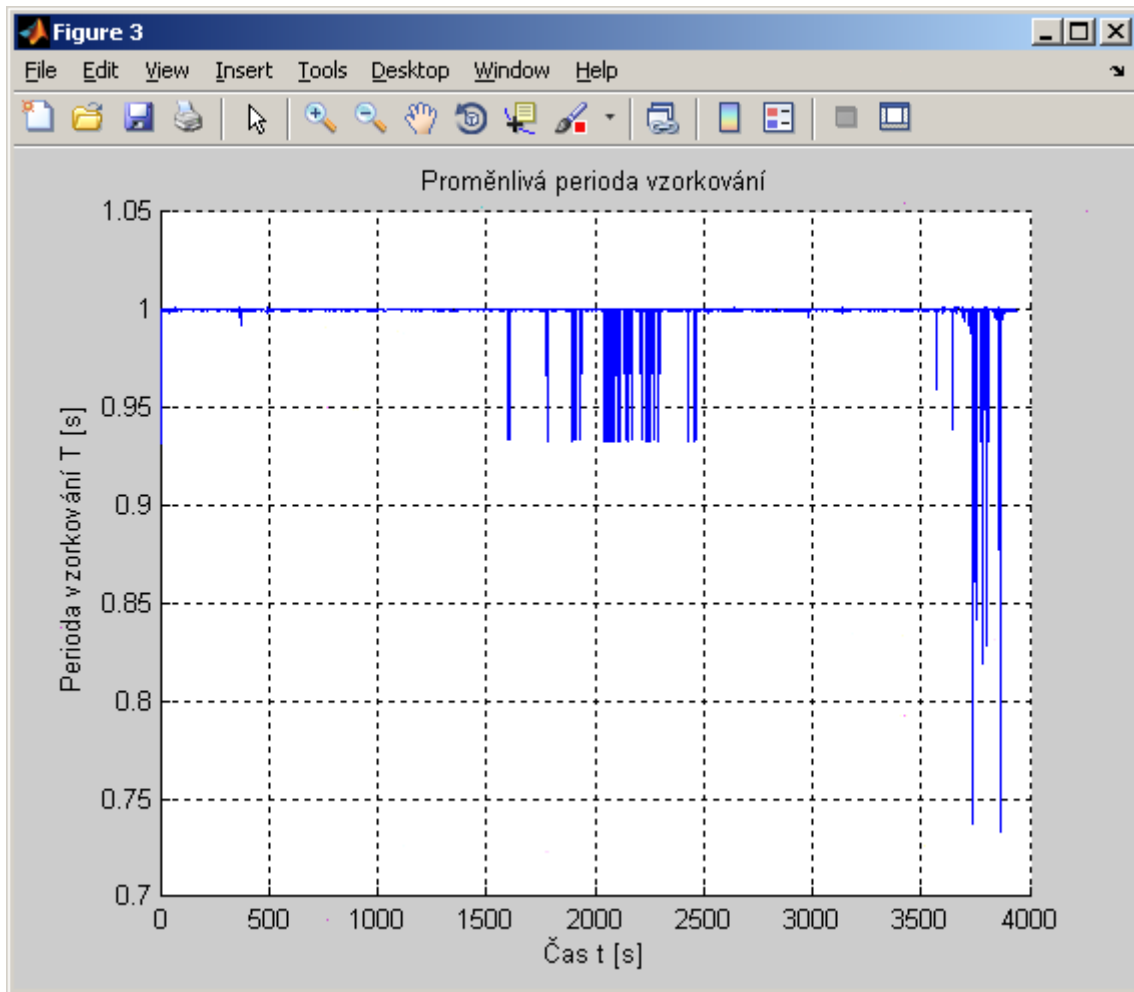 Figure 3
File Edit View Insert Tools Desktop Window Help
Proměnlivá perioda vzorkování
1.05
1
0.95
0.9
0.85
0.8
0.75
0.7
Perioda vzorkování T [s]
0 500 1000 1500 2000 2500 3000 3500 4000
Čas t [s]